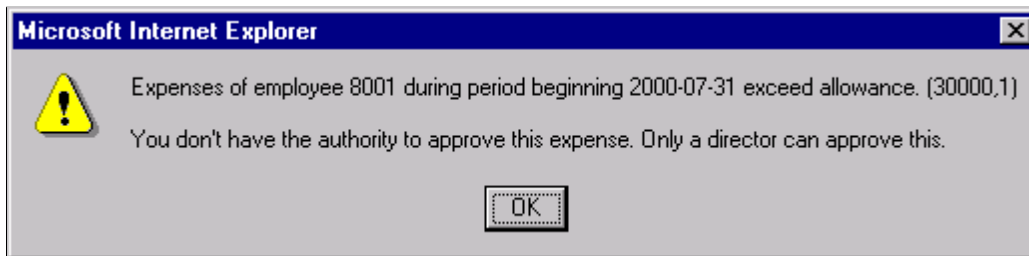 Microsoft Internet Explorer
Expenses of employee 8001 during period beginning 2000-07-31 exceed allowance. (30000,1)
You don't have the authority to approve this expense. Only a director can approve this.
OK